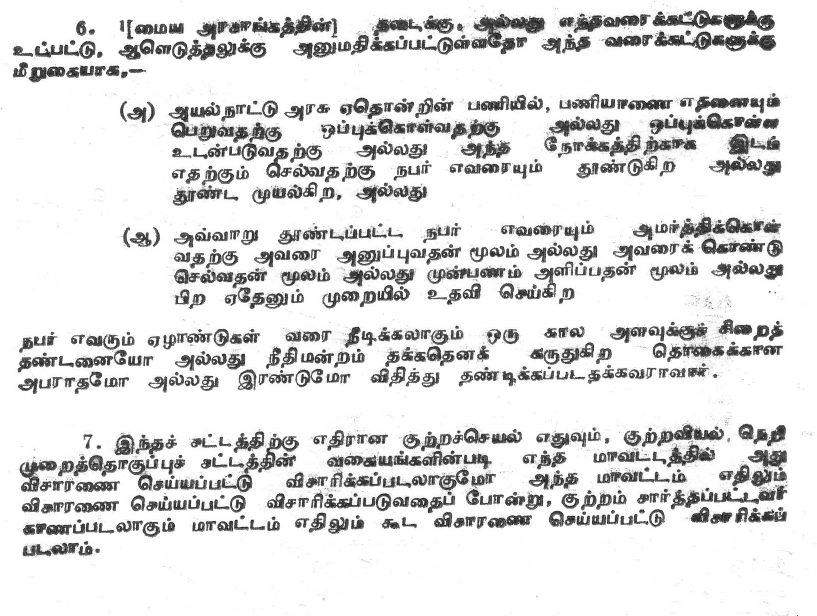 6. ¹[மைய அரசாங்கத்தின்] தடைக்கு, அல்லது எந்தவரைக்கட்டுகளுக்கு
உட்பட்டு, ஆளெடுத்தலுக்கு அனுமதிக்கப்பட்டுள்ளதோ அந்த வரைக்கட்டுகளுக்கு
மீறுகையாக,—
(அ) அயல்நாட்டு அரசு ஏதொன்றின் பணியில், பணியாணை எதனையும்
பெறுவதற்கு ஒப்புக்கொள்வதற்கு அல்லது ஒப்புக்கொள்ள
உடன்படுவதற்கு அல்லது அந்த நோக்கத்திற்காக இடம்
எதற்கும் செல்வதற்கு நபர் எவரையும் தூண்டுகிற அல்லது
தூண்ட முயல்கிற, அல்லது
(ஆ) அவ்வாறு தூண்டப்பட்ட நபர் எவரையும் அமர்த்திக்கொள்
வதற்கு அவரை அனுப்புவதன் மூலம் அல்லது அவரைக் கொண்டு
செல்வதன் மூலம் அல்லது முன்பணம் அளிப்பதன் மூலம் அல்லது
பிற ஏதேனும் முறையில் உதவி செய்கிற
நபர் எவரும் ஏழாண்டுகள் வரை நீடிக்கலாகும் ஒரு கால அளவுக்குச் சிறைத்
தண்டனையோ அல்லது நீதிமன்றம் தக்கதெனக் கருதுகிற தொகைக்கான
அபராதமோ அல்லது இரண்டுமோ விதித்து தண்டிக்கப்படதக்கவராவார்.
7. இந்தச் சட்டத்திற்கு எதிரான குற்றச்செயல் எதுவும், குற்றவியல் நெறி
முறைத்தொகுப்புச் சட்டத்தின் வகையங்களின்படி எந்த மாவட்டத்தில் அது
விசாரணை செய்யப்பட்டு விசாரிக்கப்படலாகுமோ அந்த மாவட்டம் எதிலும்
விசாரணை செய்யப்பட்டு விசாரிக்கப்படுவதைப் போன்று, குற்றம் சார்த்தப்பட்டவர்
காணப்படலாகும் மாவட்டம் எதிலும் கூட விசாரணை செய்யப்பட்டு விசாரிக்கப்
படலாம்.